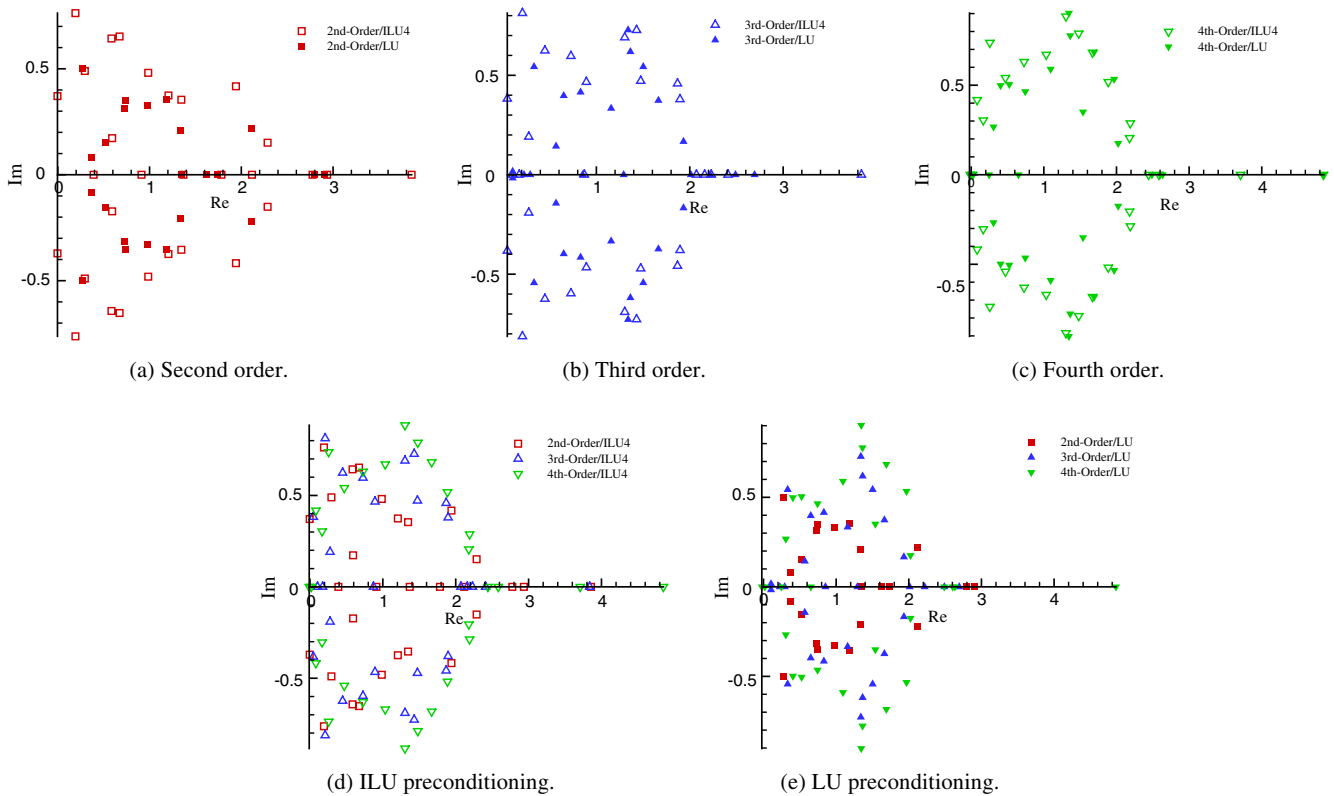 2nd-Order/ILU4
2nd-Order/LU
0.5
0
-0.5
Im
0 1 2 3
Re
(a) Second order.
3rd-Order/ILU4
3rd-Order/LU
0.5
0
-0.5
Im
0 1 2 3
Re
(b) Third order.
4th-Order/ILU4
4th-Order/LU
0.5
0
-0.5
Im
0 1 2 3 4
Re
(c) Fourth order.
2nd-Order/ILU4
3rd-Order/ILU4
4th-Order/ILU4
0.5
0
-0.5
Im
0 1 2 3 4
Re
(d) ILU preconditioning.
2nd-Order/LU
3rd-Order/LU
4th-Order/LU
0.5
0
-0.5
Im
0 1 2 3 4
Re
(e) LU preconditioning.